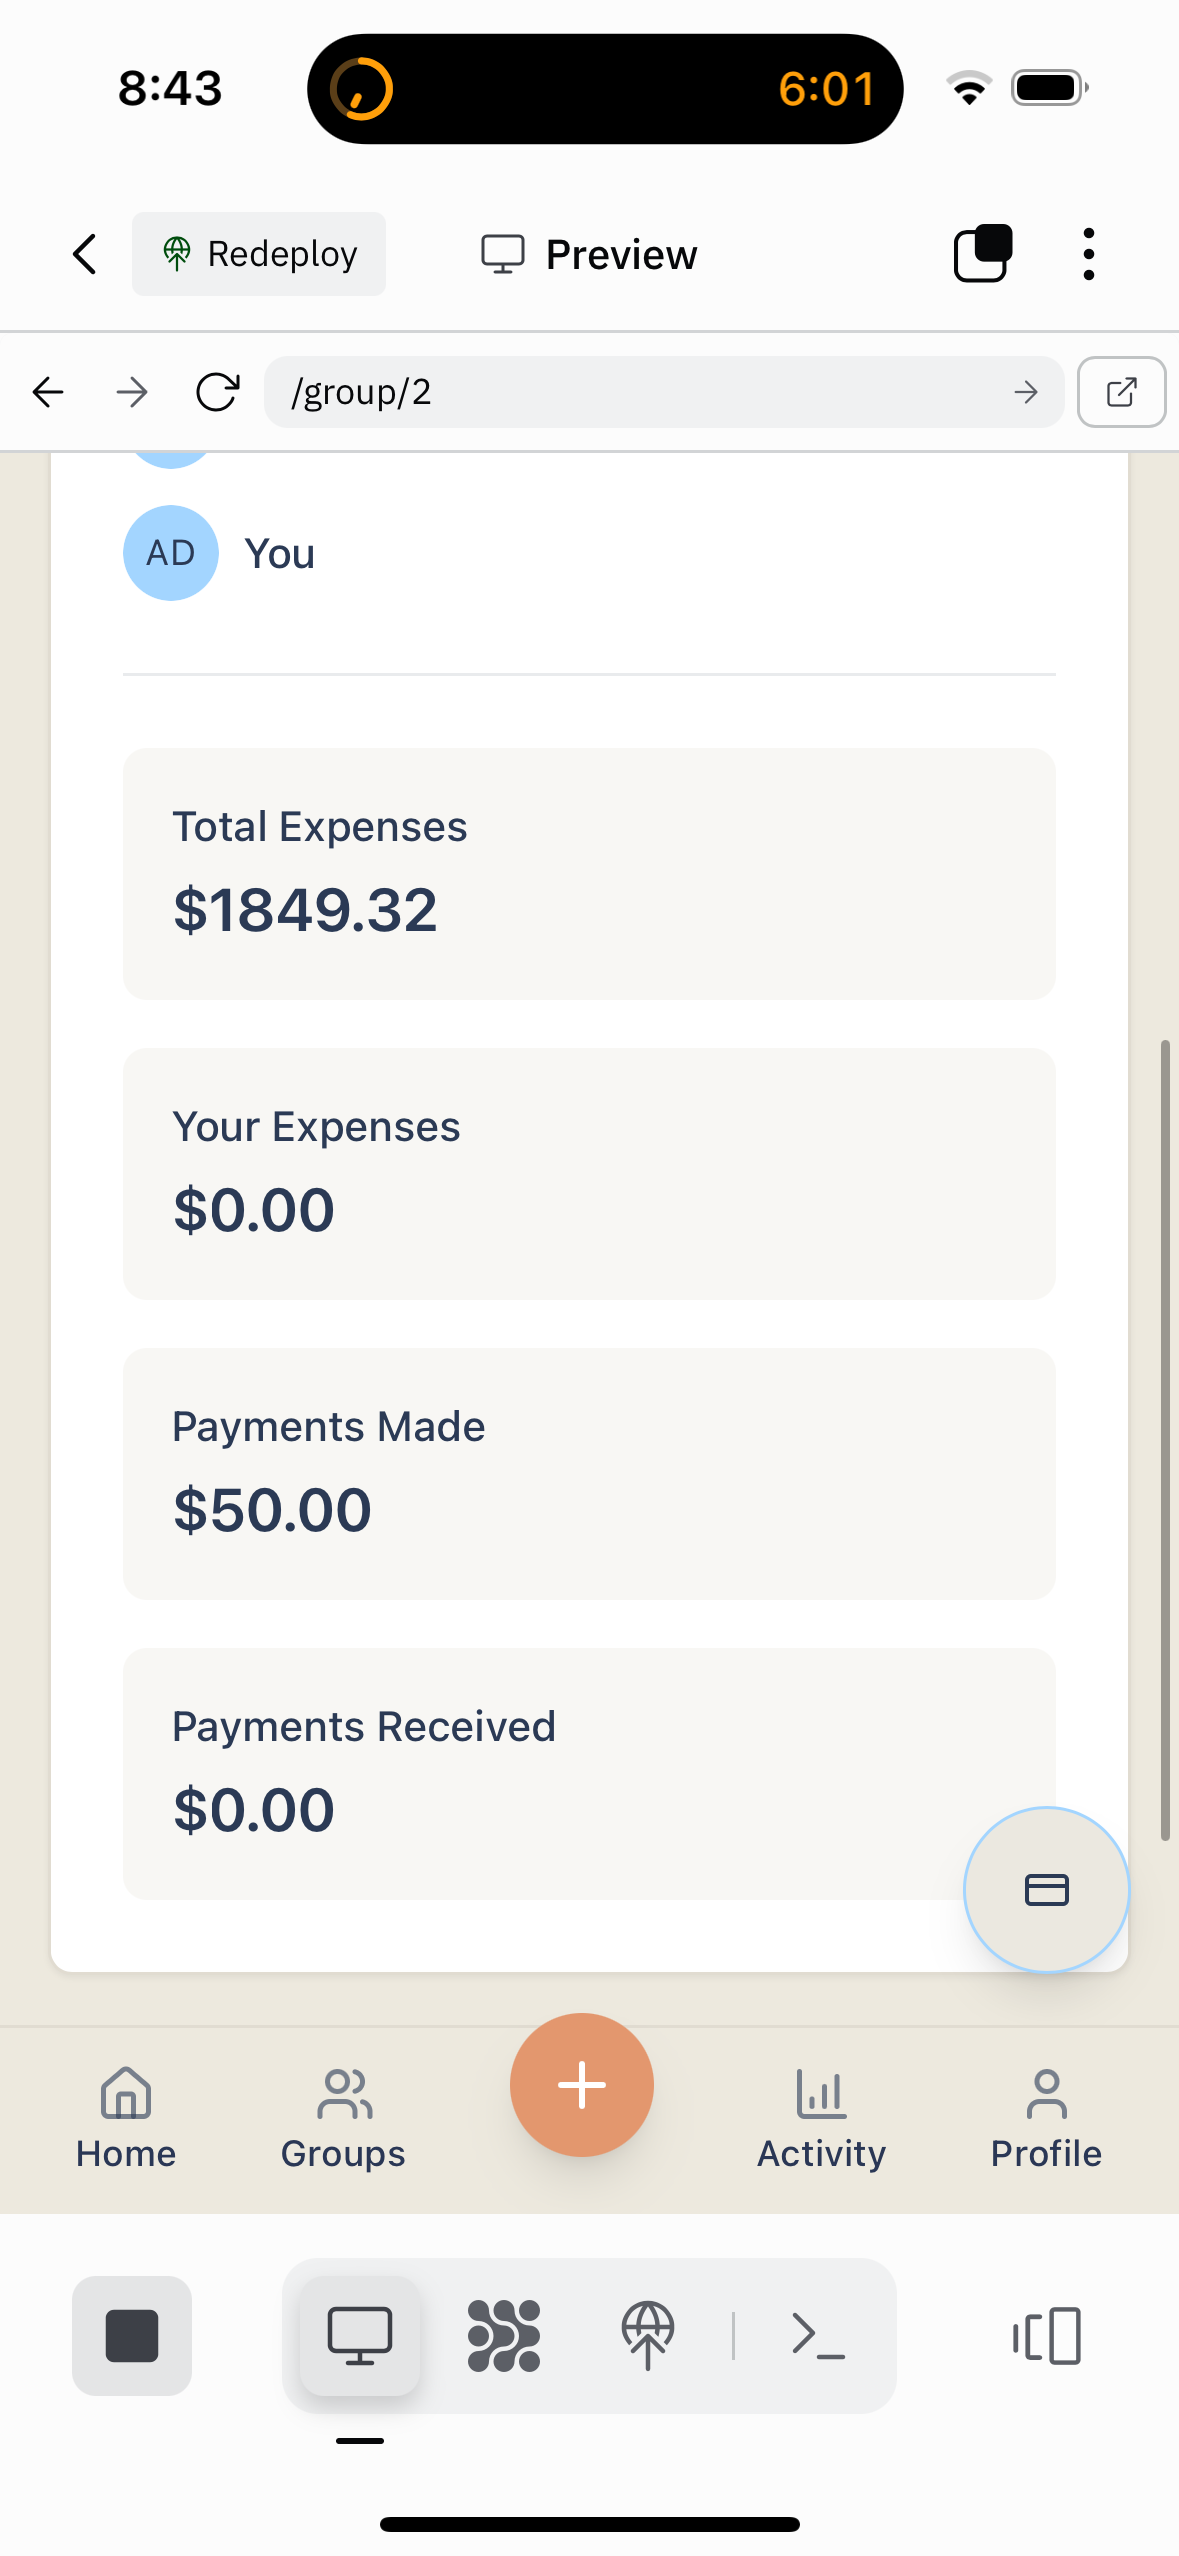 8:43
6:01
Redeploy
Preview
/group/2
AD
You
Total Expenses
$1849.32
Your Expenses
$0.00
Payments Made
$50.00
Payments Received
$0.00
Home
Groups
Activity
Profile